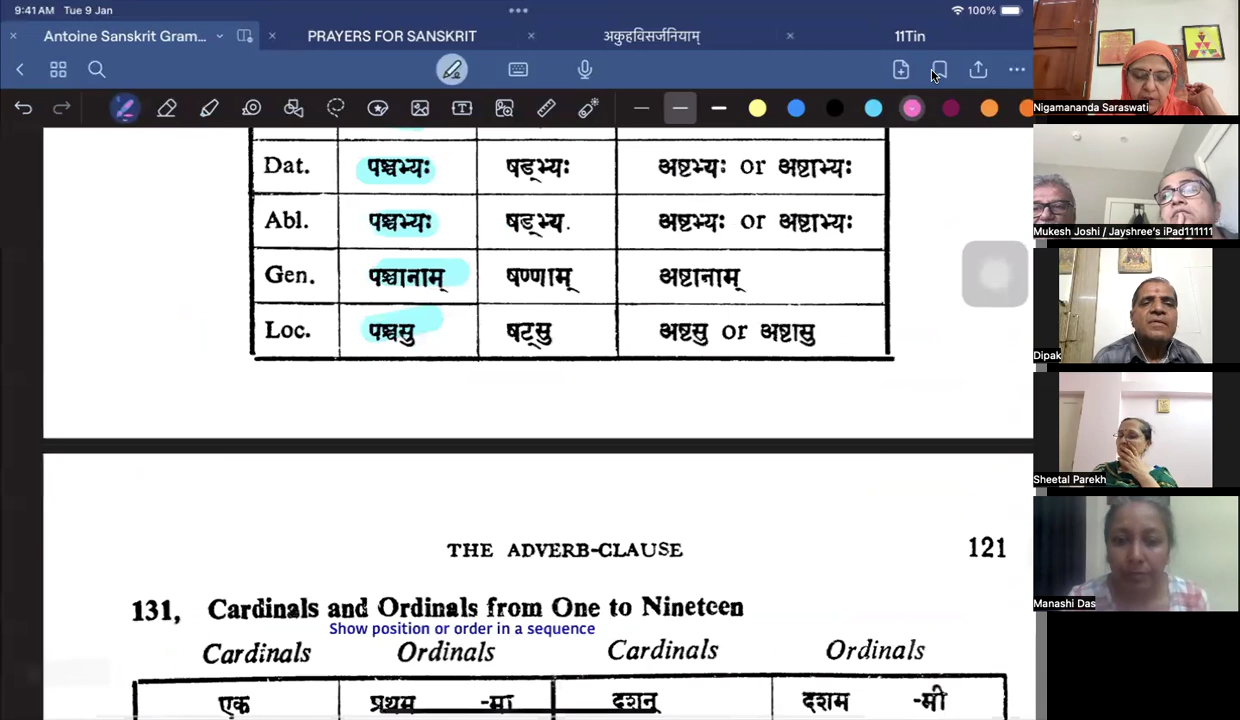 9:41 AM Tue 9 Jan
100%
Antoine Sanskrit Gram...
PRAYERS FOR SANSKRIT
अकुहविसर्जनीयाम्
11Tin
Dat. पञ्चभ्यः षड्भ्यः अष्टभ्यः or अष्टाभ्यः
Abl. पञ्चभ्यः षड्भ्य. अष्टभ्यः or अष्टाभ्यः
Gen. पञ्चानाम् षण्णाम् अष्टानाम्
Loc. पञ्चसु षट्सु अष्टसु or अष्टासु
THE ADVERB-CLAUSE 121
131, Cardinals and Ordinals from One to Nineteen
Show position or order in a sequence
Cardinals Ordinals Cardinals Ordinals
एक प्रथम -मा दशन् दशम -मी
Nigamananda Saraswati
Mukesh Joshi / Jayshree's iPad111111
Dipak
Sheetal Parekh
Manashi Das